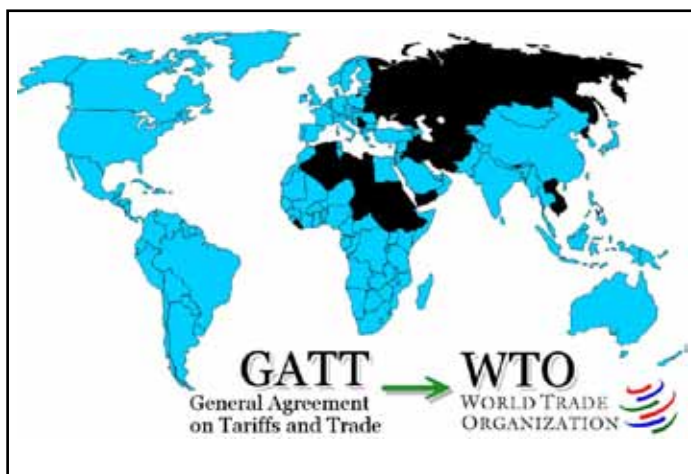 GATT
General Agreement
on Tariffs and Trade
WTO
WORLD TRADE
ORGANIZATION